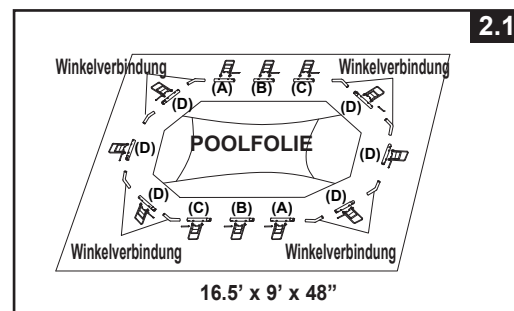 2.1
Winkelverbindung Winkelverbindung
(A) (B) (C)
(D) (D)
POOLFOLIE
(D) (D)
(D) (D)
(C) (B) (A)
Winkelverbindung Winkelverbindung
16.5’ x 9’ x 48”